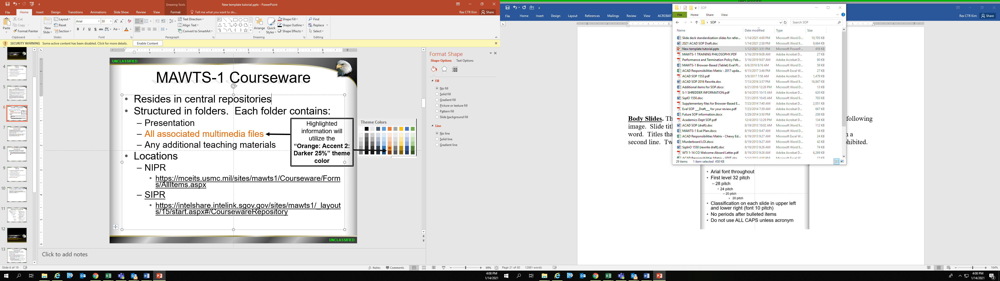 New template tutorial.pptx - PowerPoint
Drawing Tools
File Home Insert Design Transitions Animations Slide Show Review View Format Tell me what you want to do...
Rex CTR Kim Share
Paste
Cut
Copy
Format Painter
Clipboard
New Slide
Layout
Reset
Section
Slides
Arial 30
Font
Text Direction
Align Text
Convert to SmartArt
Paragraph
Arrange
Quick Styles
Shape Fill
Shape Outline
Shape Effects
Drawing
Find
Replace
Select
Editing
SECURITY WARNING Some active content has been disabled. Click for more details. Enable Content
4
5
6
7
8
9
10
11
12
13
UNCLASSIFIED
MAWTS-1 Courseware
• Resides in central repositories
• Structured in folders.  Each folder contains:
– Presentation
– All associated multimedia files
– Any additional teaching materials
• Locations
– NIPR
• https://mceits.usmc.mil/sites/mawts1/Courseware/Form
s/AllItems.aspx
– SIPR
• https://intelshare.intelink.sgov.gov/sites/mawts1/_layout
s/15/start.aspx#/CoursewareRepository
Highlighted
information will
utilize the
“Orange: Accent 2:
Darker 25%” theme
color
Theme Colors
UNCLASSIFIED
Click to add notes
Format Shape
Shape Options Text Options
Fill
No fill
Solid fill
Gradient fill
Picture or texture fill
Pattern fill
Slide background fill
Line
No line
Solid line
Gradient line
Slide 6 of 19
Notes Comments 99%
4:08 PM
1/14/2021
File Home Insert Design Layout References Mailings Review View ACROBAT
Rex CTR Kim Share
SOP
File Home Share View
SOP
Search SOP
Name Date modified Type Size
Slide deck standardization slides for refer... 1/14/2021 4:00 PM Microsoft Word D... 10,705 KB
2021 ACAD SOP Draft.doc 1/14/2021 2:58 PM Microsoft Word 9... 9,664 KB
New template tutorial.pptx 1/12/2021 3:51 PM Microsoft PowerP... 459 KB
MAWTS-1 TRAINING PHILOSOPHY.PDF 5/16/2019 9:08 AM Adobe Acrobat D... 27 KB
Performance and Termination Policy Feb... 5/16/2019 9:07 AM Adobe Acrobat D... 90 KB
MAWTS-1 Browser-Based (Tablet) Eval Pl... 6/6/2018 8:16 AM Microsoft Word D... 59 KB
ACAD Responsibilities Matrix - 2017 upda... 9/15/2017 3:46 PM Microsoft Excel W... 27 KB
ACAD SOP 1553.pdf 5/9/2017 7:58 AM Adobe Acrobat D... 1,479 KB
ACAD SOP 2016 Rewrite.doc 7/13/2016 3:57 PM Microsoft Word 9... 16,847 KB
Additional items for SOP.docx 6/21/2016 12:26 PM Microsoft Word D... 13 KB
S-1 SHREDDER INFORMATION.pdf 8/14/2015 10:15 AM Adobe Acrobat D... 620 KB
SqdO 1550.doc 7/21/2015 10:45 AM Microsoft Word 9... 703 KB
Supplementary files for Browser-Based E... 7/23/2014 7:40 AM Adobe Acrobat D... 2,051 KB
Eval SOP __Draft__ for your review.pdf 7/23/2014 7:39 AM Adobe Acrobat D... 667 KB
Future SOP information.docx 5/29/2014 3:50 PM Microsoft Word D... 208 KB
Academics Dept SOP.pdf 12/4/2013 12:29 PM Adobe Acrobat D... 134 KB
ACAD SOP (draft).doc 8/19/2013 10:02 AM Microsoft Word 9... 112 KB
MAWTS-1 Eval Plan.docx 8/19/2013 9:47 AM Microsoft Word D... 34 KB
ACAD Responsibilities Matrix - Chewy Ed... 8/19/2013 9:27 AM Microsoft Excel W... 24 KB
Murderboard LOI.docx 8/19/2013 9:27 AM Microsoft Word D... 42 KB
SqdnO 1550 (rewrite draft).doc 8/19/2013 9:26 AM Microsoft Word 9... 74 KB
WTI 1-14 CO Welcome Aboard Letter.pdf 8/19/2013 9:26 AM Adobe Acrobat D... 6,269 KB
29 items 1 item selected 458 KB
Body Slides. Th following
image.  Slide titl
word.  Titles tha n a
second line.  Tw ohibited.
• Arial font throughout
• First level 32 pitch
– 28 pitch
• 24 pitch
– 20 pitch
» 20 pitch
• Classification on each slide in upper left
and lower right (font 10 pitch)
• No periods after bulleted items
• Do not use ALL CAPS unless acronym
Page 21 of 60 12881 words 164%
4:08 PM
1/14/2021